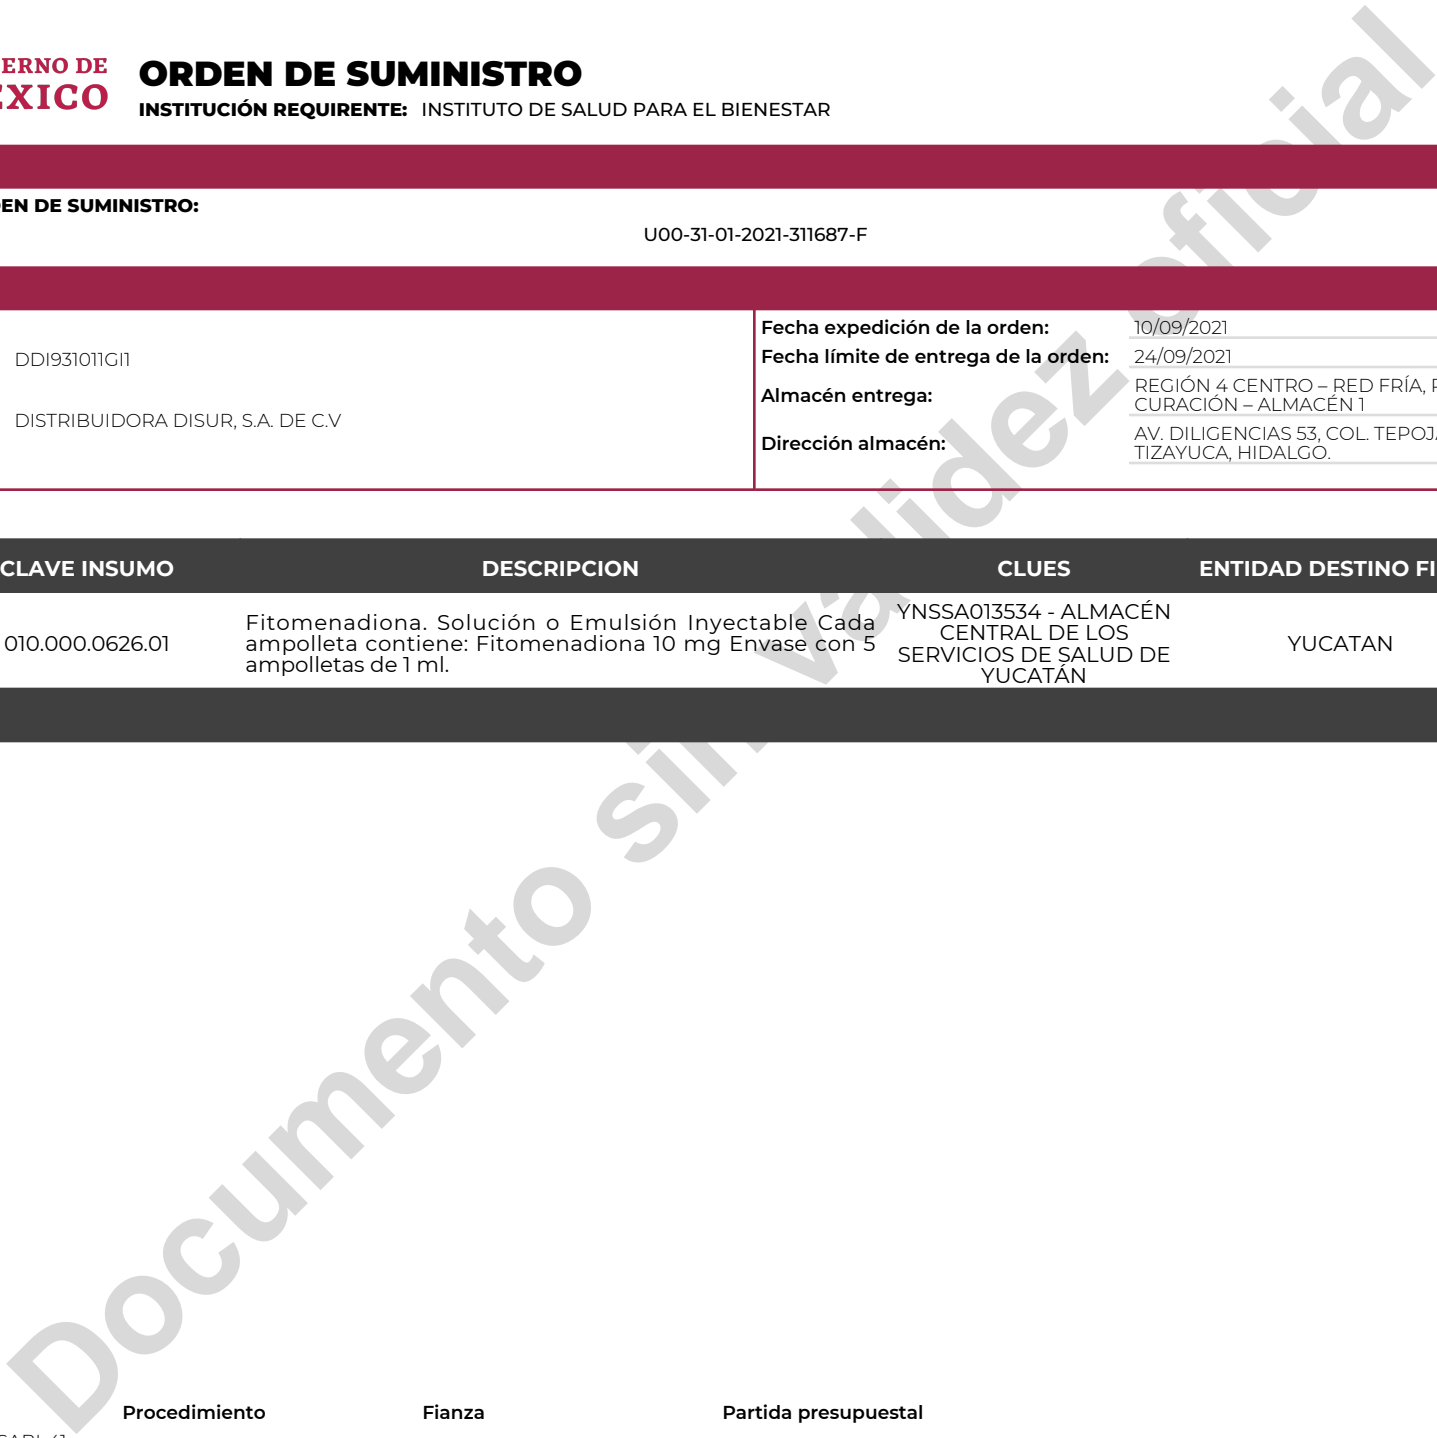 ERNO DE
ORDEN DE SUMINISTRO
EXICO
INSTITUCIÓN REQUIRENTE: INSTITUTO DE SALUD PARA EL BIENESTAR
EN DE SUMINISTRO:
U00-31-01-2021-311687-F
DDI931011GI1
DISTRIBUIDORA DISUR, S.A. DE C.V
Fecha expedición de la orden: 10/09/2021
Fecha límite de entrega de la orden: 24/09/2021
Almacén entrega: REGIÓN 4 CENTRO – RED FRÍA,
CURACIÓN – ALMACÉN 1
Dirección almacén: AV. DILIGENCIAS 53, COL. TEPOJ
TIZAYUCA, HIDALGO.
CLAVE INSUMO DESCRIPCION CLUES ENTIDAD DESTINO FI
010.000.0626.01
Fitomenadiona. Solución o Emulsión Inyectable Cada
ampolleta contiene: Fitomenadiona 10 mg Envase con 5
ampolletas de 1 ml.
YNSSA013534 - ALMACÉN
CENTRAL DE LOS
SERVICIOS DE SALUD DE
YUCATÁN
YUCATAN
Documento sin validez oficial
Procedimiento Fianza Partida presupuestal